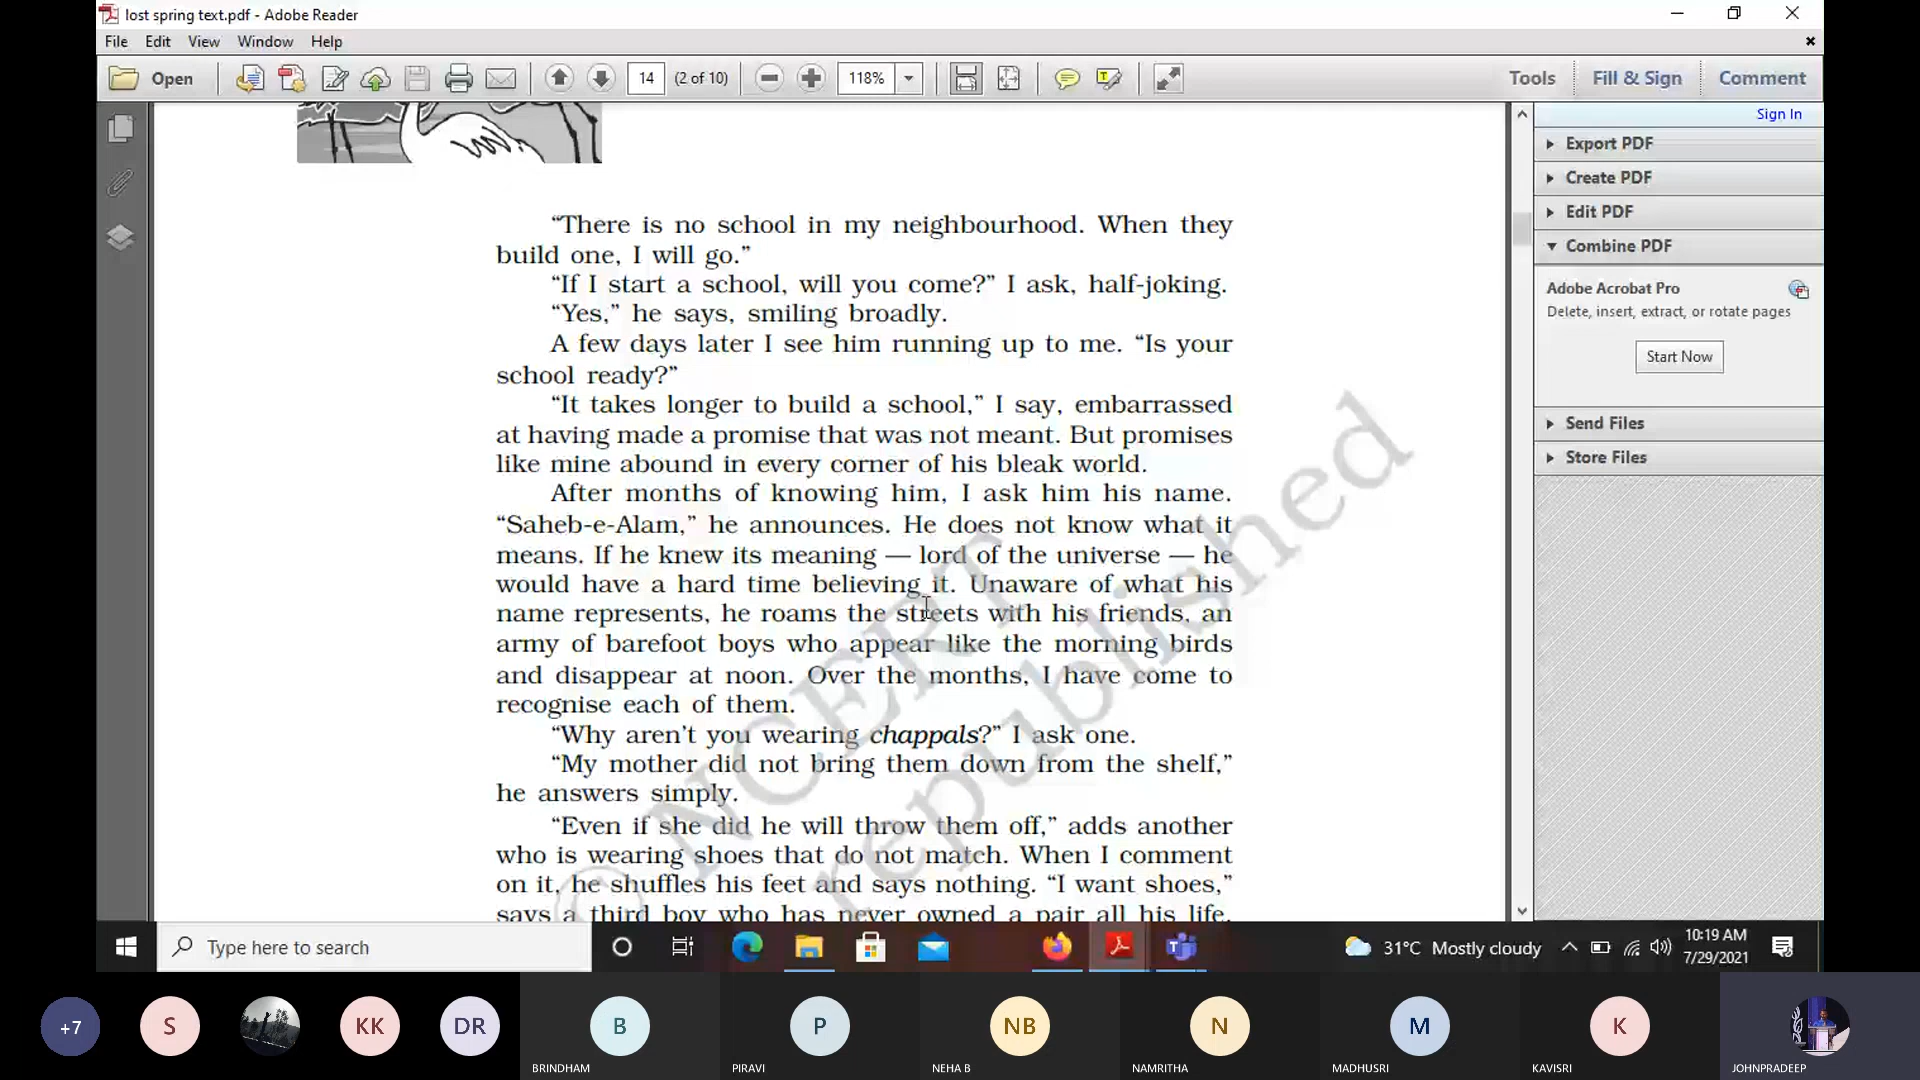 lost spring text.pdf - Adobe Reader
File Edit View Window Help
Open 14 (2 of 10) 118% Tools Fill & Sign Comment
Sign In
Export PDF
Create PDF
Edit PDF
Combine PDF
Adobe Acrobat Pro
Delete, insert, extract, or rotate pages
Start Now
Send Files
Store Files
“There is no school in my neighbourhood. When they
build one, I will go.”
“If I start a school, will you come?” I ask, half-joking.
“Yes,” he says, smiling broadly.
A few days later I see him running up to me. “Is your
school ready?”
“It takes longer to build a school,” I say, embarrassed
at having made a promise that was not meant. But promises
like mine abound in every corner of his bleak world.
After months of knowing him, I ask him his name.
“Saheb-e-Alam,” he announces. He does not know what it
means. If he knew its meaning — lord of the universe — he
would have a hard time believing it. Unaware of what his
name represents, he roams the streets with his friends, an
army of barefoot boys who appear like the morning birds
and disappear at noon. Over the months, I have come to
recognise each of them.
“Why aren’t you wearing chappals?” I ask one.
“My mother did not bring them down from the shelf,”
he answers simply.
“Even if she did he will throw them off,” adds another
who is wearing shoes that do not match. When I comment
on it, he shuffles his feet and says nothing. “I want shoes,”
says a third boy who has never owned a pair all his life.
© NCERT
republished
Type here to search
31°C Mostly cloudy
10:19 AM
7/29/2021
+7 S KK DR B P NB N M K
BRINDHAM PIRAVI NEHA B NAMRITHA MADHUSRI KAVISRI JOHNPRADEEP